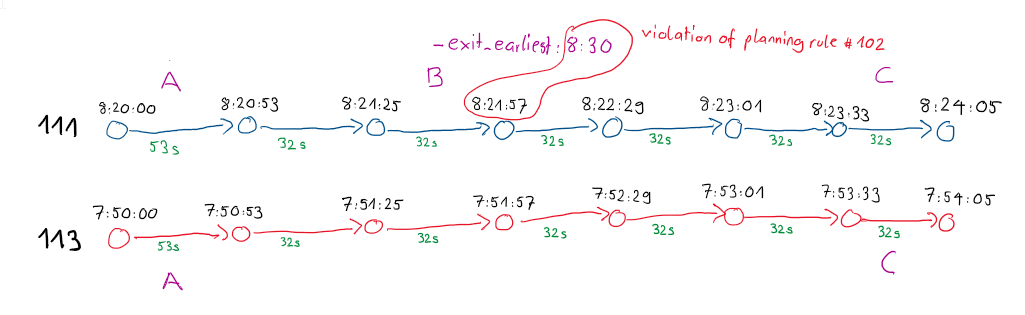 -exit_earliest: 8:30 violation of planning rule #102
A B C
8:20:00 8:20:53 8:21:25 8:21:57 8:22:29 8:23:01 8:23:33 8:24:05
111
53s 32s 32s 32s 32s 32s 32s
7:50:00 7:50:53 7:51:25 7:51:57 7:52:29 7:53:01 7:53:33 7:54:05
113
53s 32s 32s 32s 32s 32s 32s
A C